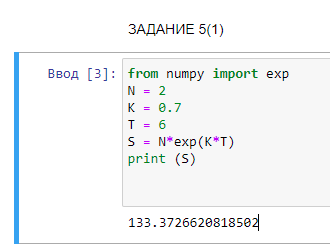 ЗАДАНИЕ 5(1)
Ввод [3]:
from numpy import exp
N = 2
K = 0.7
T = 6
S = N*exp(K*T)
print (S)
133.3726620818502